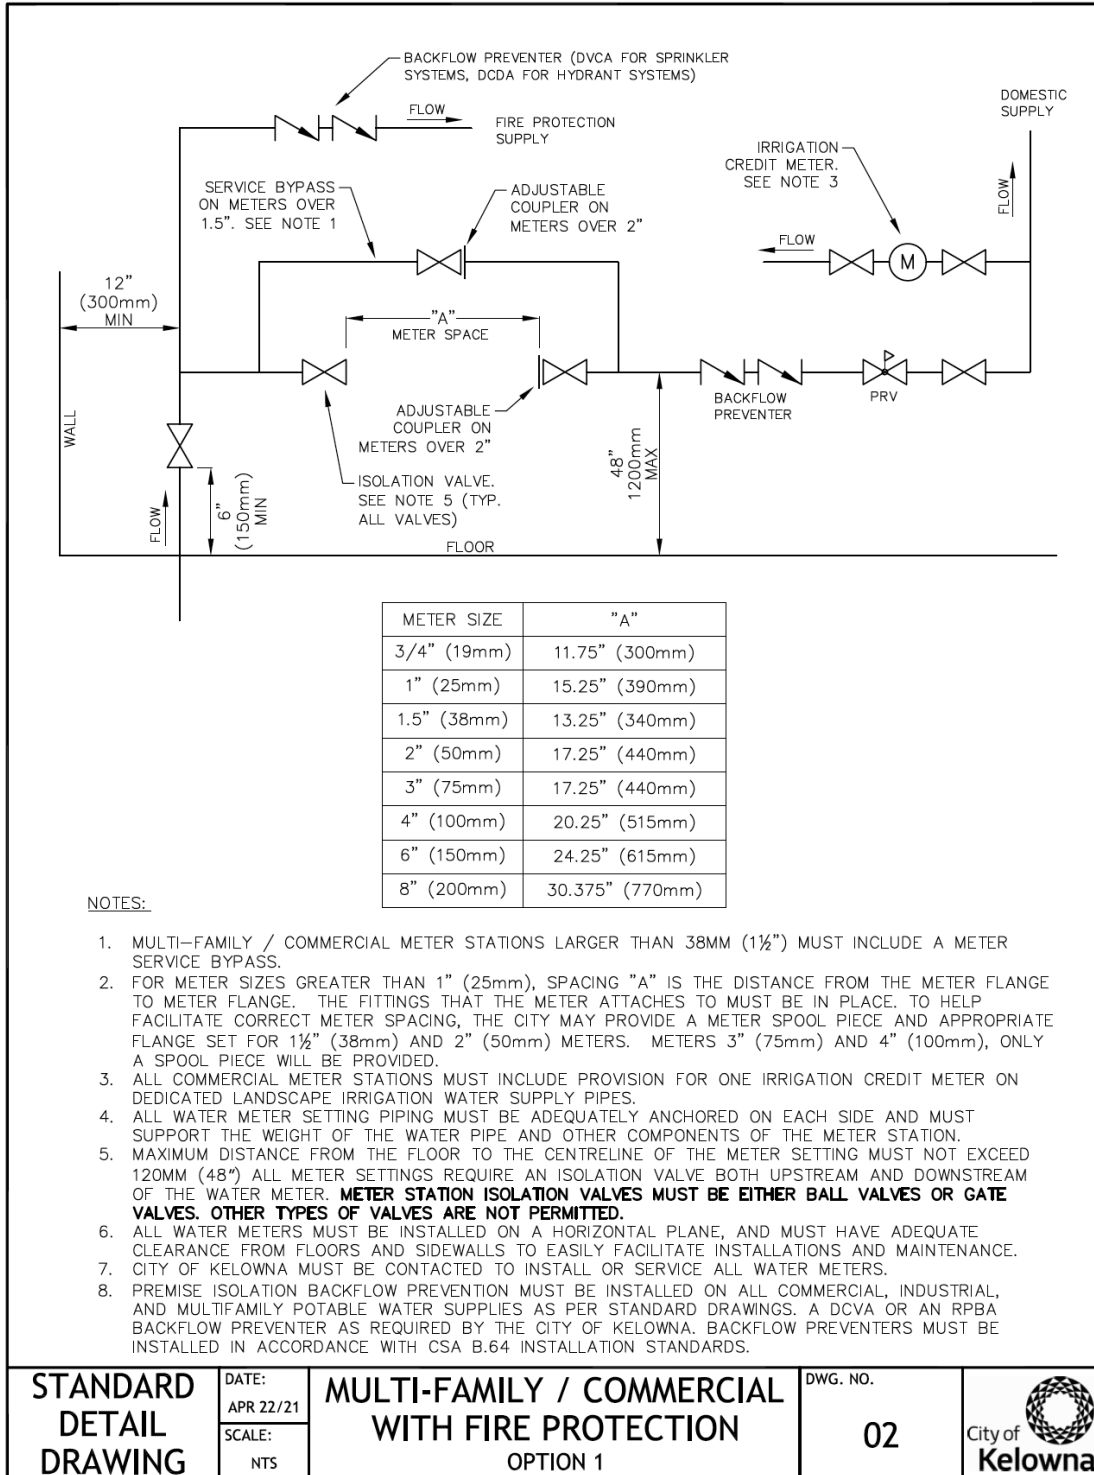 BACKFLOW PREVENTER (DVCA FOR SPRINKLER
SYSTEMS, DCDA FOR HYDRANT SYSTEMS)
FLOW
FIRE PROTECTION
SUPPLY
DOMESTIC
SUPPLY
IRRIGATION
CREDIT METER.
SEE NOTE 3
FLOW
SERVICE BYPASS
ON METERS OVER
1.5". SEE NOTE 1
ADJUSTABLE
COUPLER ON
METERS OVER 2"
FLOW
M
12"
(300mm)
MIN
"A"
METER SPACE
WALL
ADJUSTABLE
COUPLER ON
METERS OVER 2"
BACKFLOW
PREVENTER
PRV
48"
1200mm
MAX
ISOLATION VALVE.
SEE NOTE 5 (TYP.
ALL VALVES)
FLOW
6"
(150mm)
MIN
FLOOR
METER SIZE "A"
3/4" (19mm) 11.75" (300mm)
1" (25mm) 15.25" (390mm)
1.5" (38mm) 13.25" (340mm)
2" (50mm) 17.25" (440mm)
3" (75mm) 17.25" (440mm)
4" (100mm) 20.25" (515mm)
6" (150mm) 24.25" (615mm)
8" (200mm) 30.375" (770mm)
NOTES:
1. MULTI-FAMILY / COMMERCIAL METER STATIONS LARGER THAN 38MM (1½") MUST INCLUDE A METER
SERVICE BYPASS.
2. FOR METER SIZES GREATER THAN 1" (25mm), SPACING "A" IS THE DISTANCE FROM THE METER FLANGE
TO METER FLANGE. THE FITTINGS THAT THE METER ATTACHES TO MUST BE IN PLACE. TO HELP
FACILITATE CORRECT METER SPACING, THE CITY MAY PROVIDE A METER SPOOL PIECE AND APPROPRIATE
FLANGE SET FOR 1½" (38mm) AND 2" (50mm) METERS. METERS 3" (75mm) AND 4" (100mm), ONLY
A SPOOL PIECE WILL BE PROVIDED.
3. ALL COMMERCIAL METER STATIONS MUST INCLUDE PROVISION FOR ONE IRRIGATION CREDIT METER ON
DEDICATED LANDSCAPE IRRIGATION WATER SUPPLY PIPES.
4. ALL WATER METER SETTING PIPING MUST BE ADEQUATELY ANCHORED ON EACH SIDE AND MUST
SUPPORT THE WEIGHT OF THE WATER PIPE AND OTHER COMPONENTS OF THE METER STATION.
5. MAXIMUM DISTANCE FROM THE FLOOR TO THE CENTRELINE OF THE METER SETTING MUST NOT EXCEED
120MM (48") ALL METER SETTINGS REQUIRE AN ISOLATION VALVE BOTH UPSTREAM AND DOWNSTREAM
OF THE WATER METER. METER STATION ISOLATION VALVES MUST BE EITHER BALL VALVES OR GATE
VALVES. OTHER TYPES OF VALVES ARE NOT PERMITTED.
6. ALL WATER METERS MUST BE INSTALLED ON A HORIZONTAL PLANE, AND MUST HAVE ADEQUATE
CLEARANCE FROM FLOORS AND SIDEWALLS TO EASILY FACILITATE INSTALLATIONS AND MAINTENANCE.
7. CITY OF KELOWNA MUST BE CONTACTED TO INSTALL OR SERVICE ALL WATER METERS.
8. PREMISE ISOLATION BACKFLOW PREVENTION MUST BE INSTALLED ON ALL COMMERCIAL, INDUSTRIAL,
AND MULTIFAMILY POTABLE WATER SUPPLIES AS PER STANDARD DRAWINGS. A DCVA OR AN RPBA
BACKFLOW PREVENTER AS REQUIRED BY THE CITY OF KELOWNA. BACKFLOW PREVENTERS MUST BE
INSTALLED IN ACCORDANCE WITH CSA B.64 INSTALLATION STANDARDS.
STANDARD
DETAIL
DRAWING
DATE:
APR 22/21
SCALE:
NTS
MULTI-FAMILY / COMMERCIAL
WITH FIRE PROTECTION
OPTION 1
DWG. NO.
02
City of
Kelowna